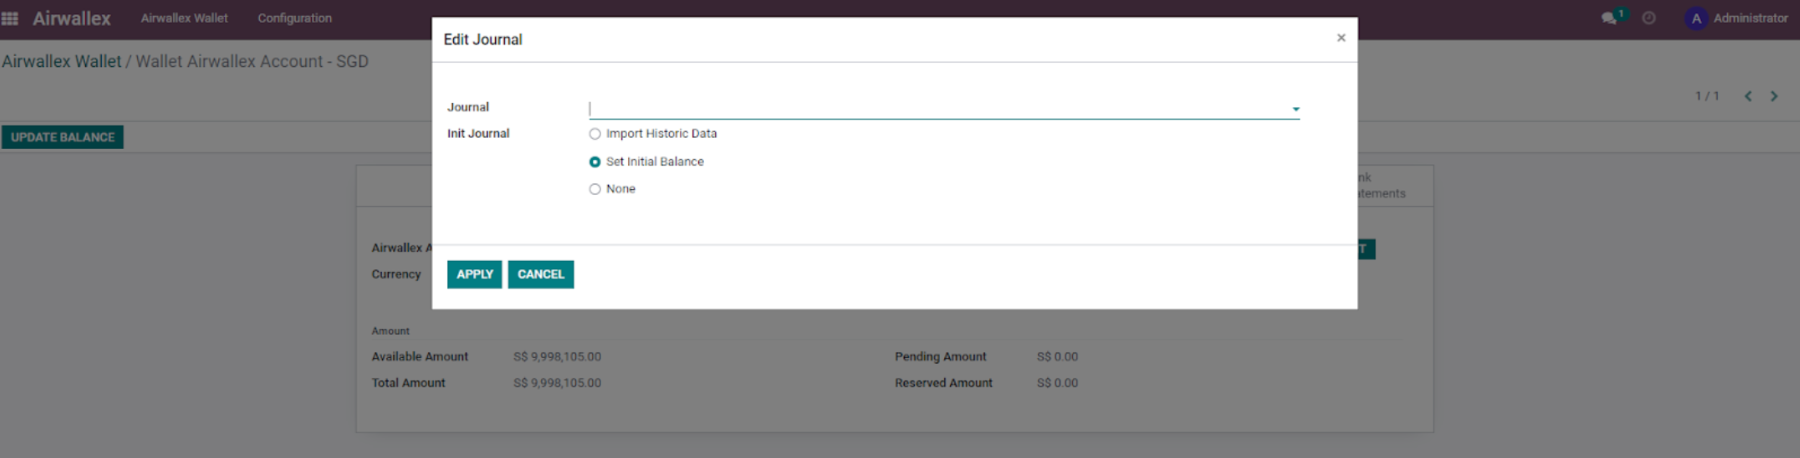 Airwallex Airwallex Wallet Configuration 1 A Administrator
Edit Journal ×
Airwallex Wallet / Wallet Airwallex Account - SGD
1 / 1
Journal
Init Journal Import Historic Data
UPDATE BALANCE
Set Initial Balance
None
APPLY CANCEL
Airwallex
Currency
Amount
Available Amount S$ 9,998,105.00 Pending Amount S$ 0.00
Total Amount S$ 9,998,105.00 Reserved Amount S$ 0.00